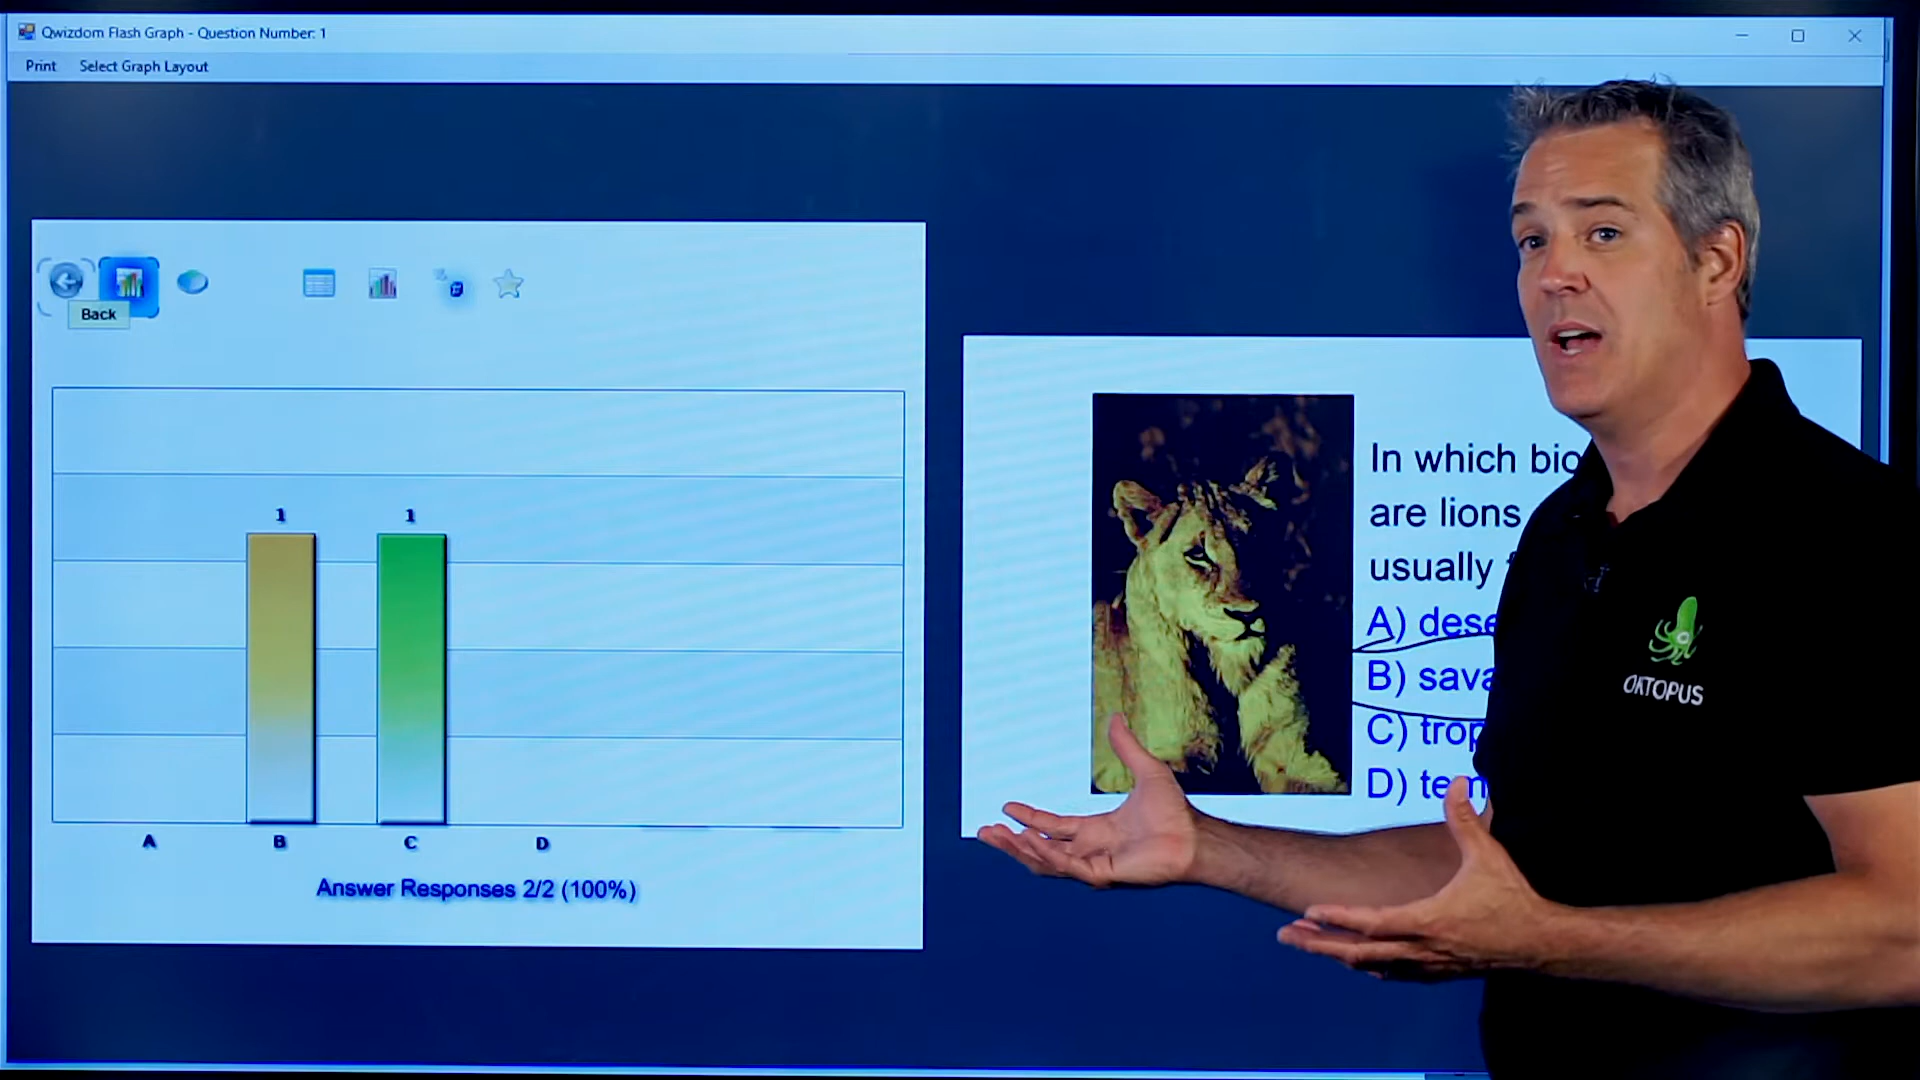 Qwizdom Flash Graph - Question Number: 1
Print Select Graph Layout
Back
1 1
A B C D
Answer Responses 2/2 (100%)
In which bio
are lions
usually
A) dese
B) sava
C) trop
D) tem
OKTOPUS